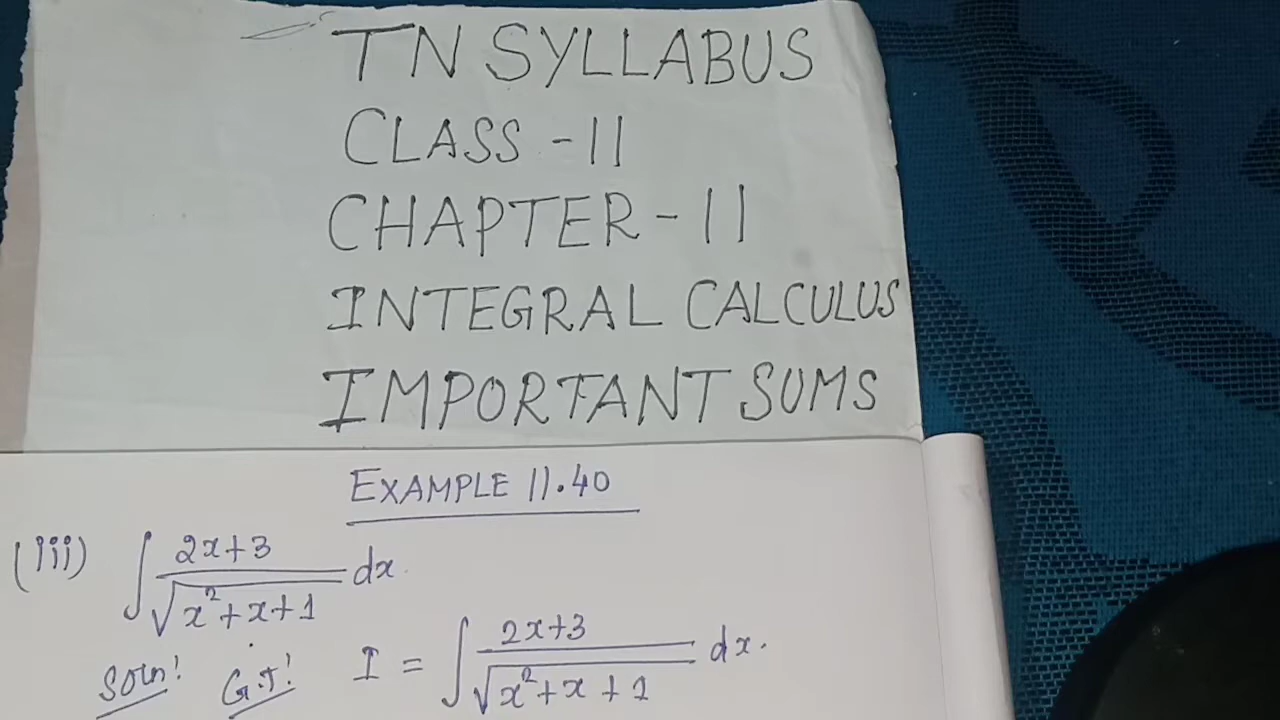 TN SYLLABUS
CLASS - 11
CHAPTER - 11
INTEGRAL CALCULUS
IMPORTANT SUMS
EXAMPLE 11.40
(iii) ∫ 2x+3 / √(x²+x+1) dx.
Soln! G.T! I = ∫ 2x+3 / √(x²+x+1) dx.